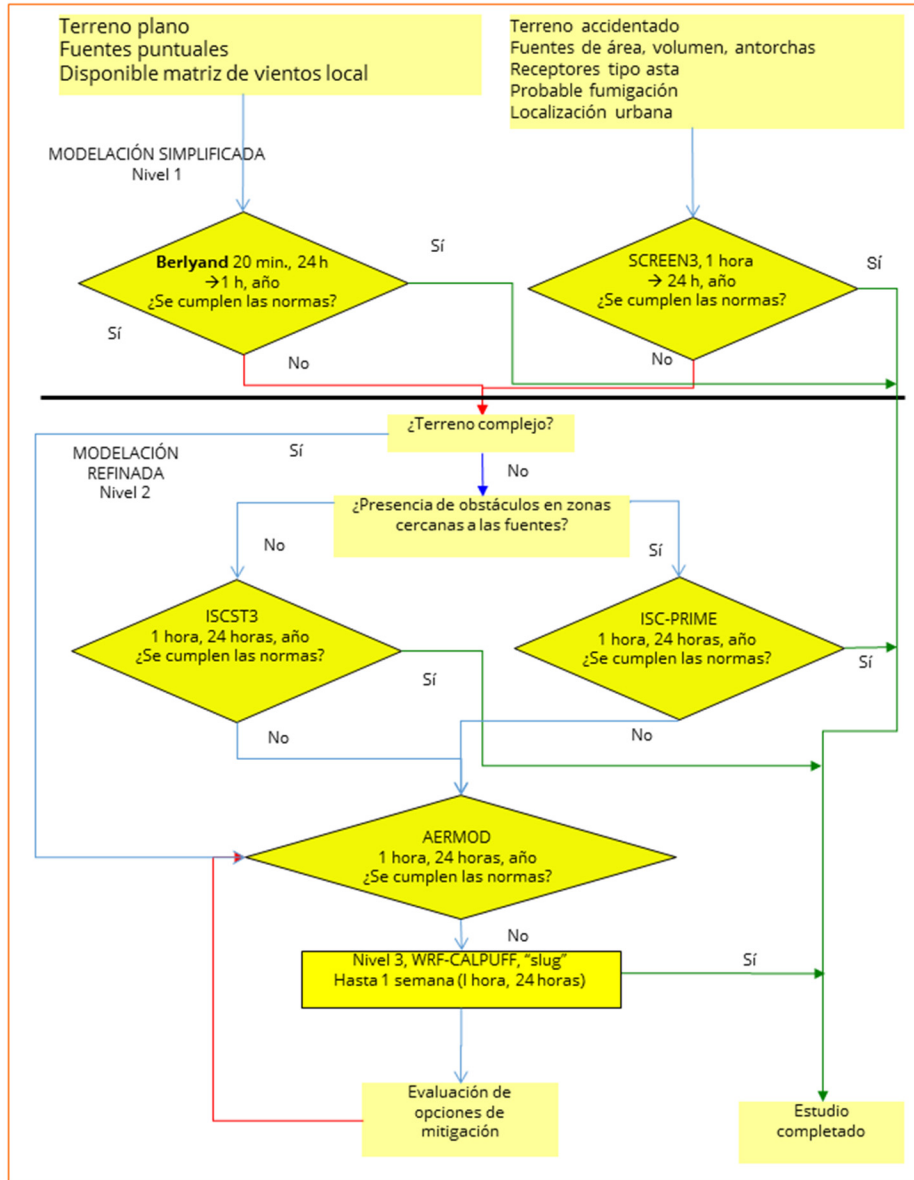 Terreno plano
Fuentes puntuales
Disponible matriz de vientos local
Terreno accidentado
Fuentes de área, volumen, antorchas
Receptores tipo asta
Probable fumigación
Localización urbana
MODELACIÓN SIMPLIFICADA
Nivel 1
Berlyand 20 min., 24 h
→1 h, año
¿Se cumplen las normas?
Sí
Sí
No
SCREEN3, 1 hora
→ 24 h, año
¿Se cumplen las normas?
Sí
No
¿Terreno complejo?
Sí
MODELACIÓN
REFINADA
Nivel 2
No
¿Presencia de obstáculos en zonas
cercanas a las fuentes?
No
Sí
ISCST3
1 hora, 24 horas, año
¿Se cumplen las normas?
Sí
No
ISC-PRIME
1 hora, 24 horas, año
¿Se cumplen las normas?
Sí
No
AERMOD
1 hora, 24 horas, año
¿Se cumplen las normas?
No
Nivel 3, WRF-CALPUFF, “slug”
Hasta 1 semana (I hora, 24 horas)
Sí
Evaluación de
opciones de
mitigación
Estudio
completado